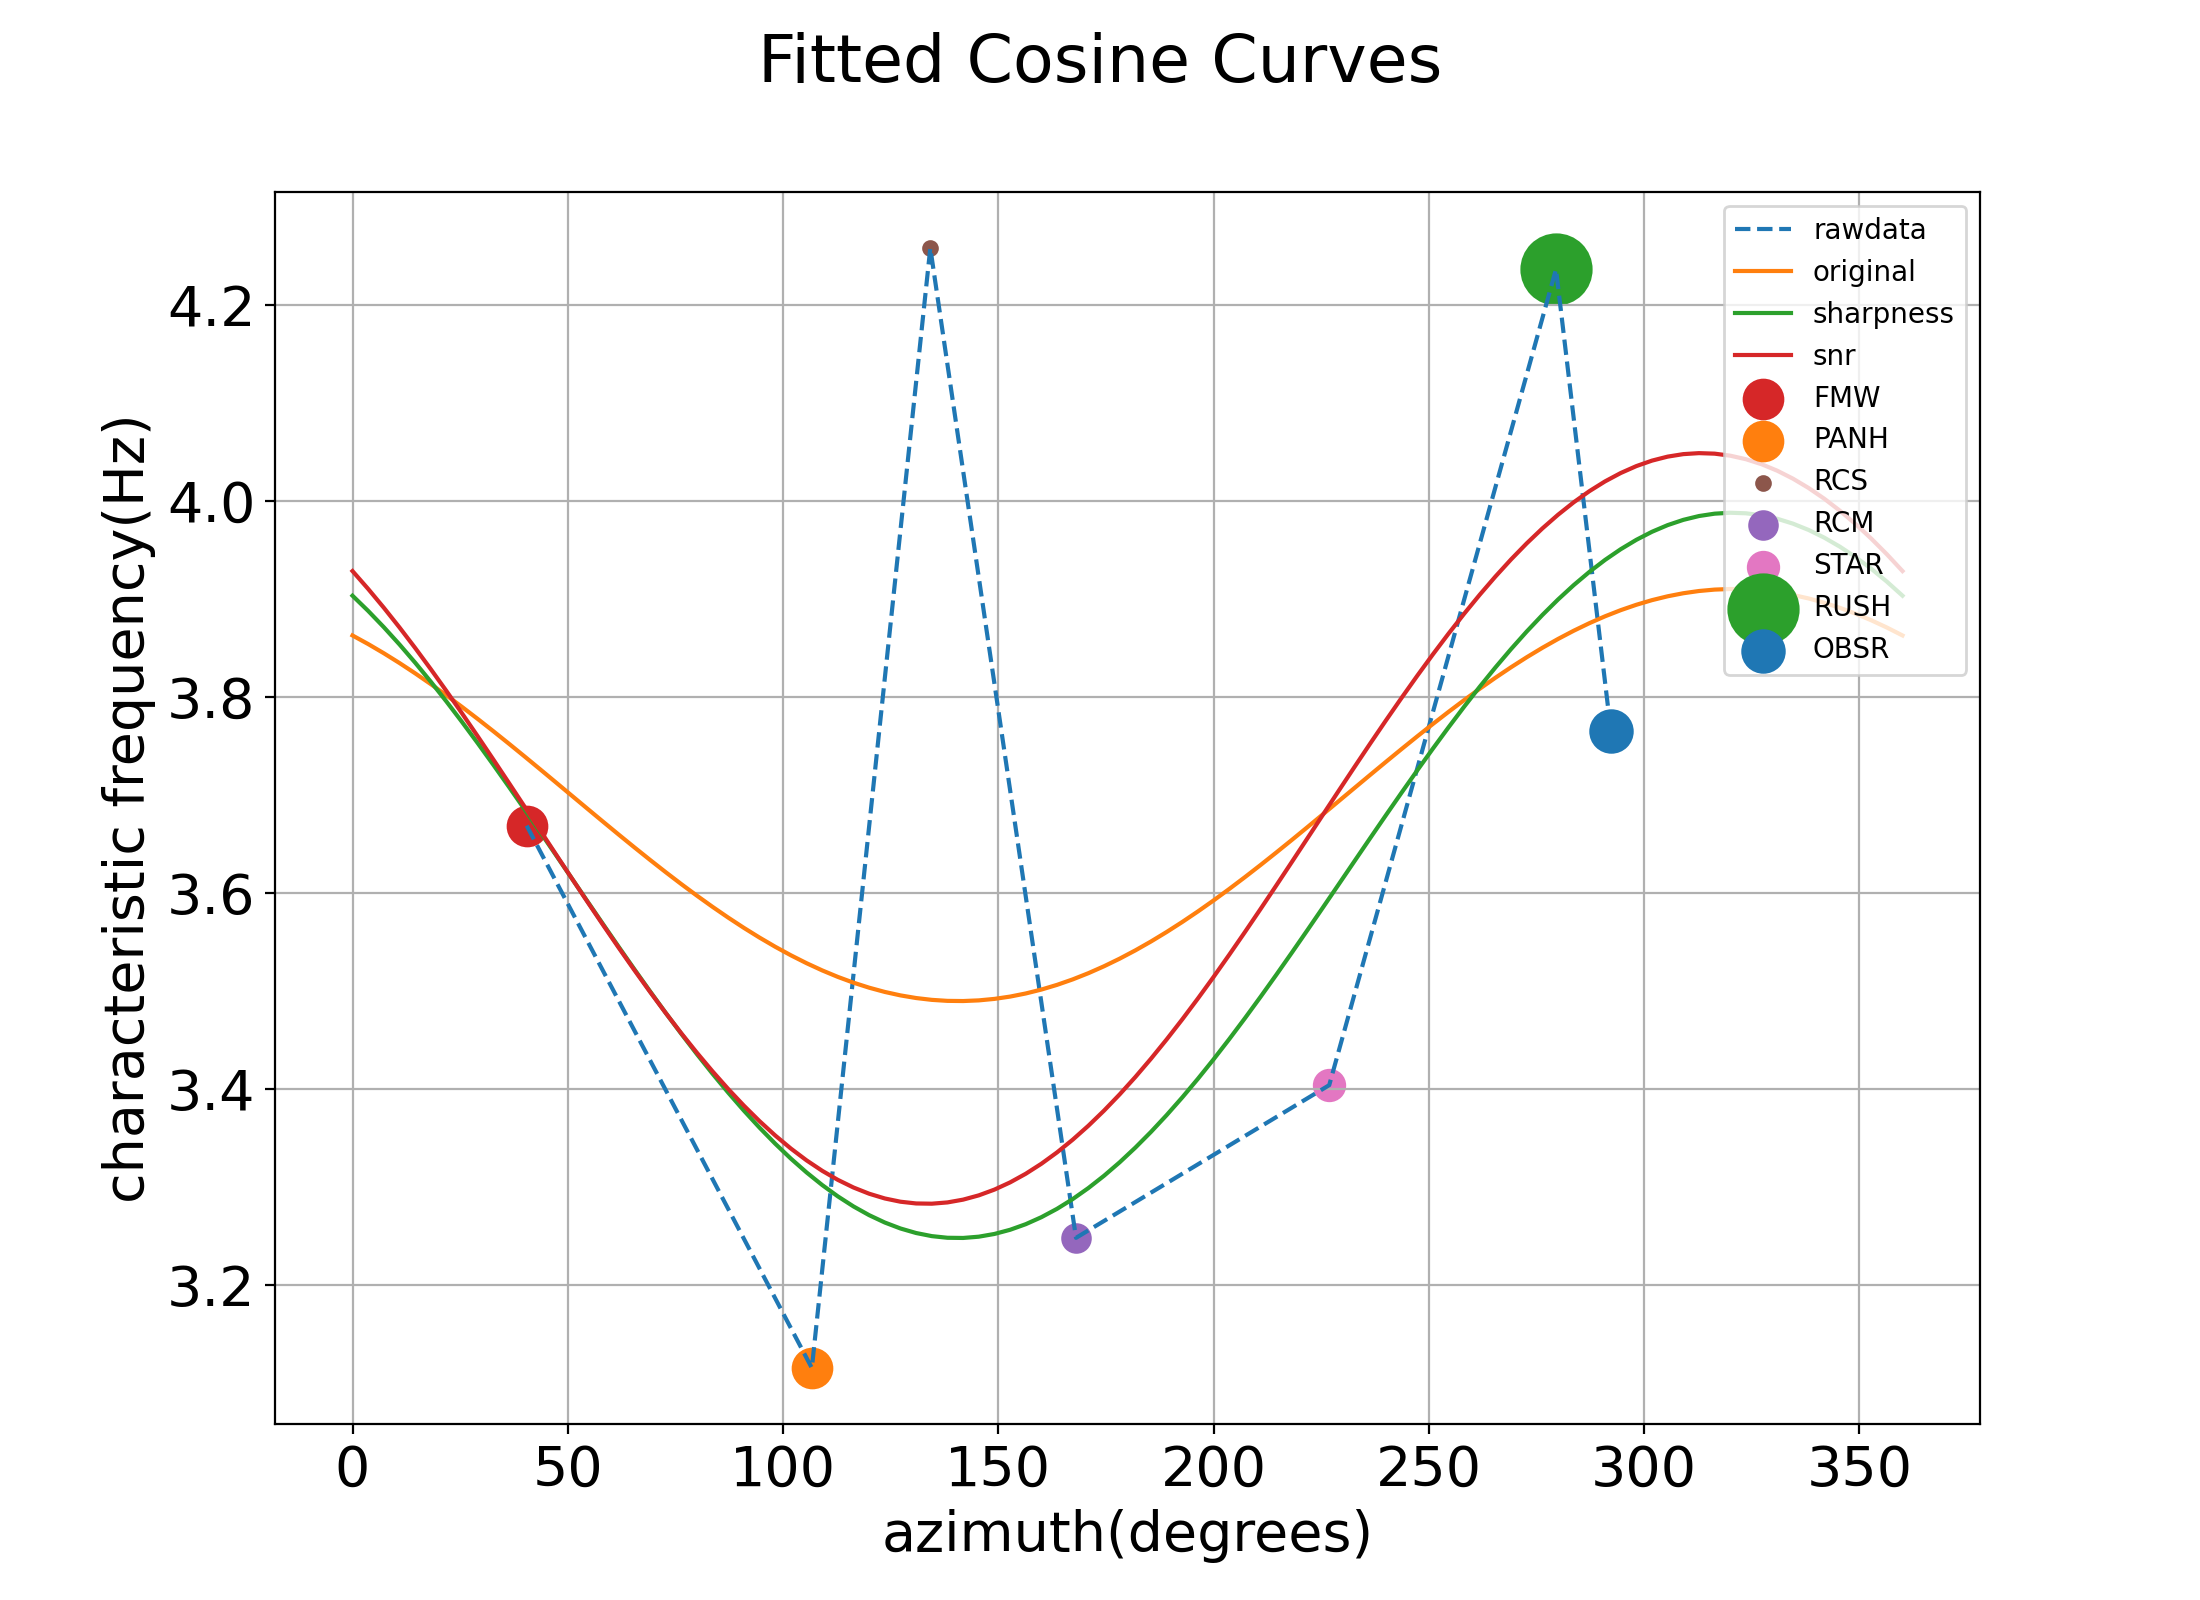 Fitted Cosine Curves
rawdata
original
sharpness
snr
FMW
PANH
RCS
RCM
STAR
RUSH
OBSR
characteristic frequency(Hz)
4.2
4.0
3.8
3.6
3.4
3.2
0 50 100 150 200 250 300 350
azimuth(degrees)